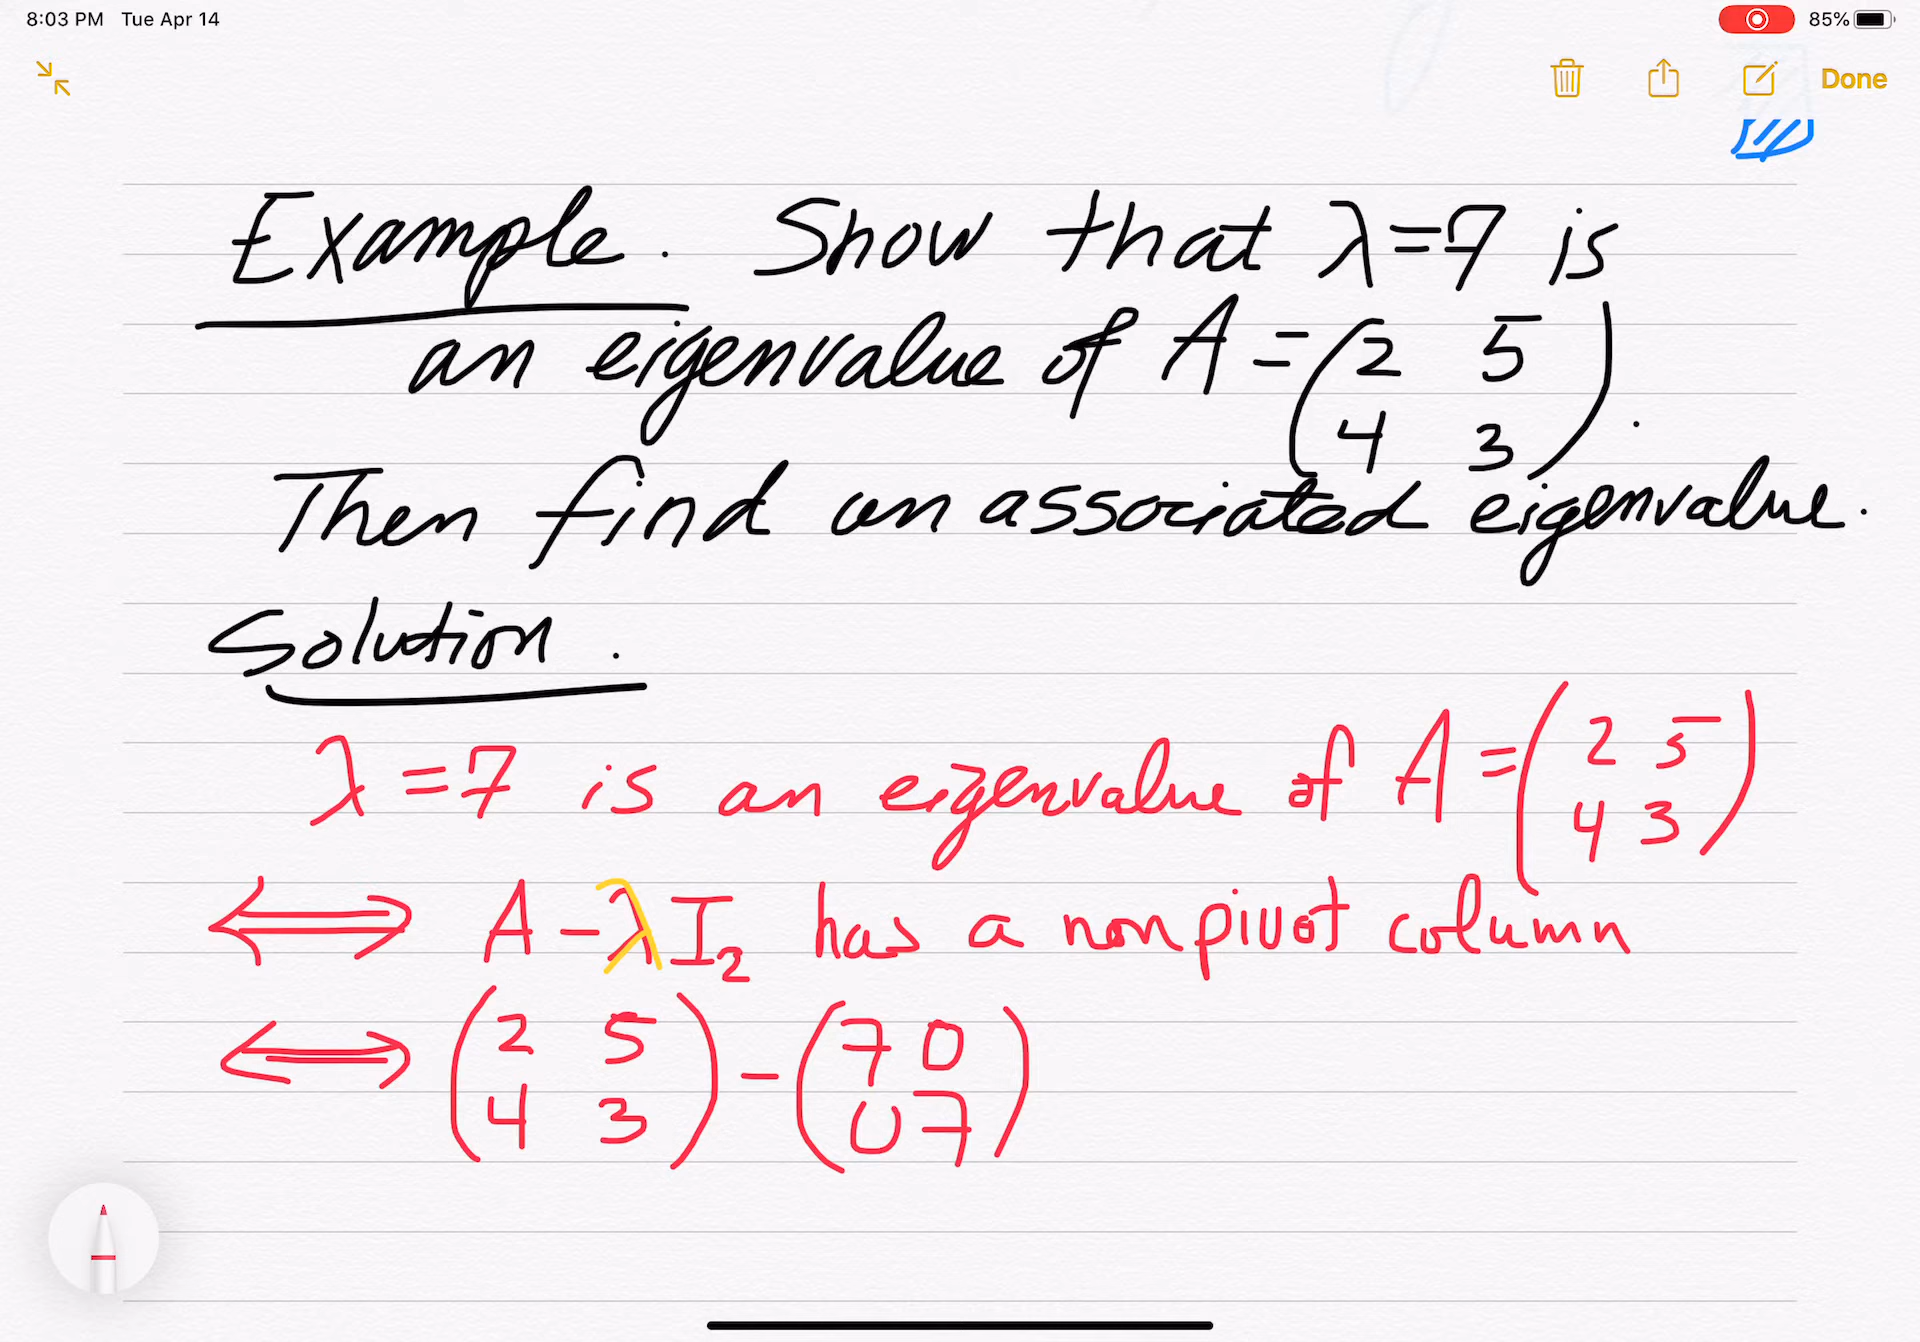 8:03 PM Tue Apr 14
85%
Done
Example. Show that λ=7 is
an eigenvalue of A = (2 5
4 3).
Then find an associated eigenvalue.
Solution.
λ = 7 is an eigenvalue of A = (2 5
4 3)
⟺ A - λI₂ has a nonpivot column
⟺ (2 5
4 3) - (7 0
0 7)